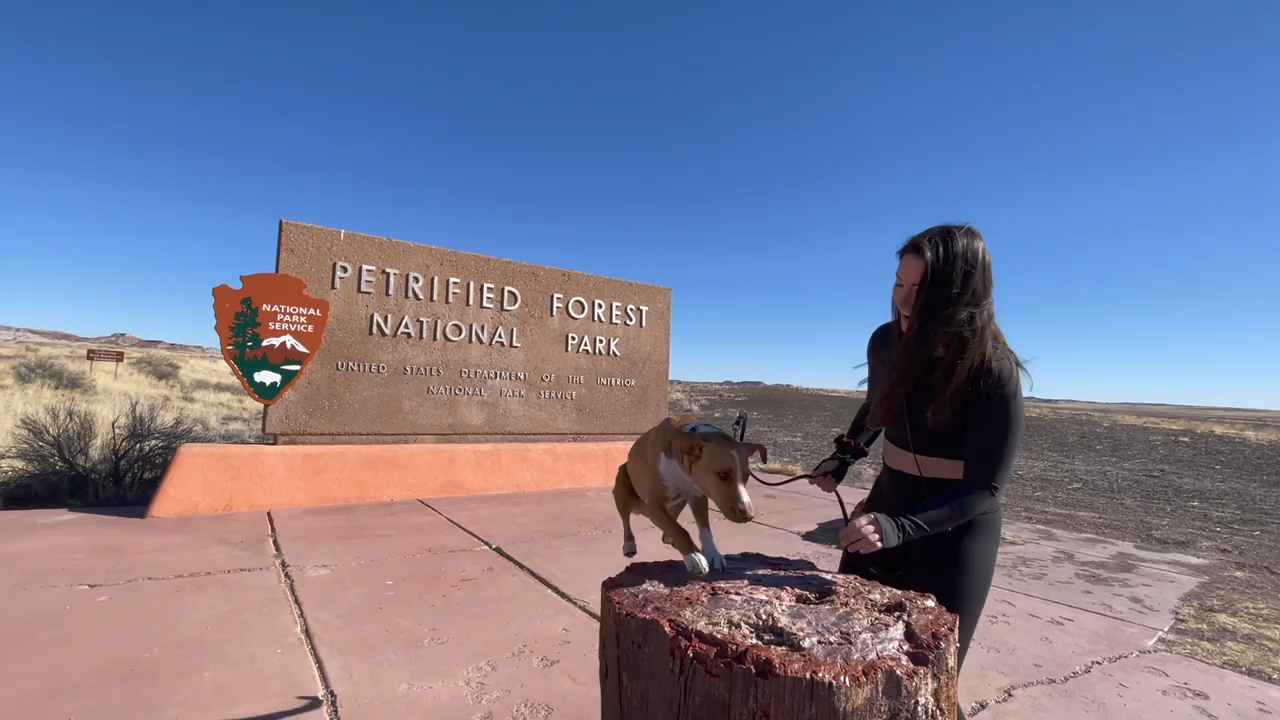 PETRIFIED FOREST
NATIONAL PARK
UNITED STATES DEPARTMENT OF THE INTERIOR
NATIONAL PARK SERVICE
NATIONAL
PARK
SERVICE